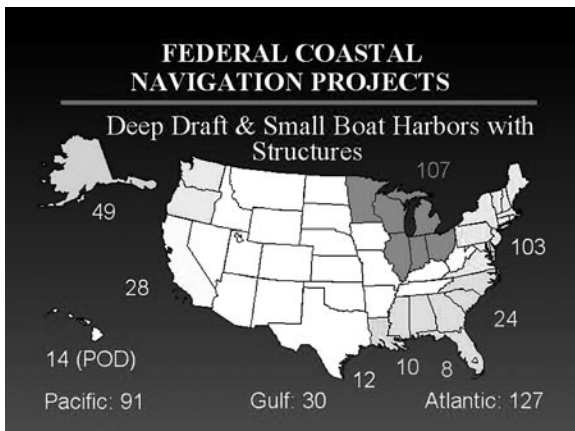 FEDERAL COASTAL
NAVIGATION PROJECTS
Deep Draft & Small Boat Harbors with
Structures
107
49
103
28
24
14 (POD)
12
10
8
Pacific: 91
Gulf: 30
Atlantic: 127